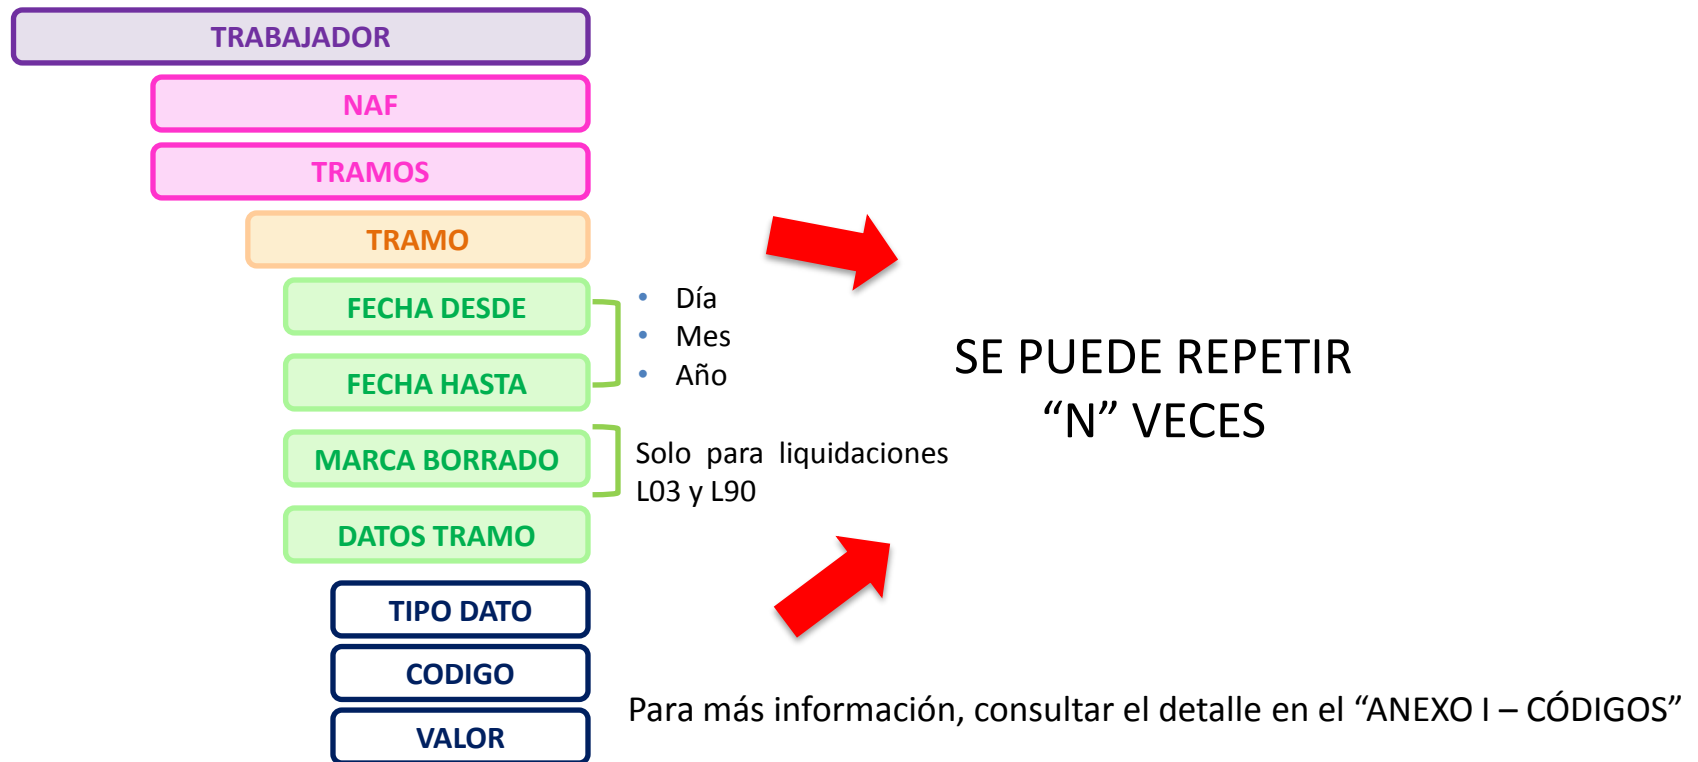 TRABAJADOR
NAF
TRAMOS
TRAMO
FECHA DESDE
FECHA HASTA
• Día
• Mes
• Año
MARCA BORRADO
Solo para liquidaciones
L03 y L90
DATOS TRAMO
TIPO DATO
CODIGO
VALOR
SE PUEDE REPETIR
“N” VECES
Para más información, consultar el detalle en el “ANEXO I – CÓDIGOS”